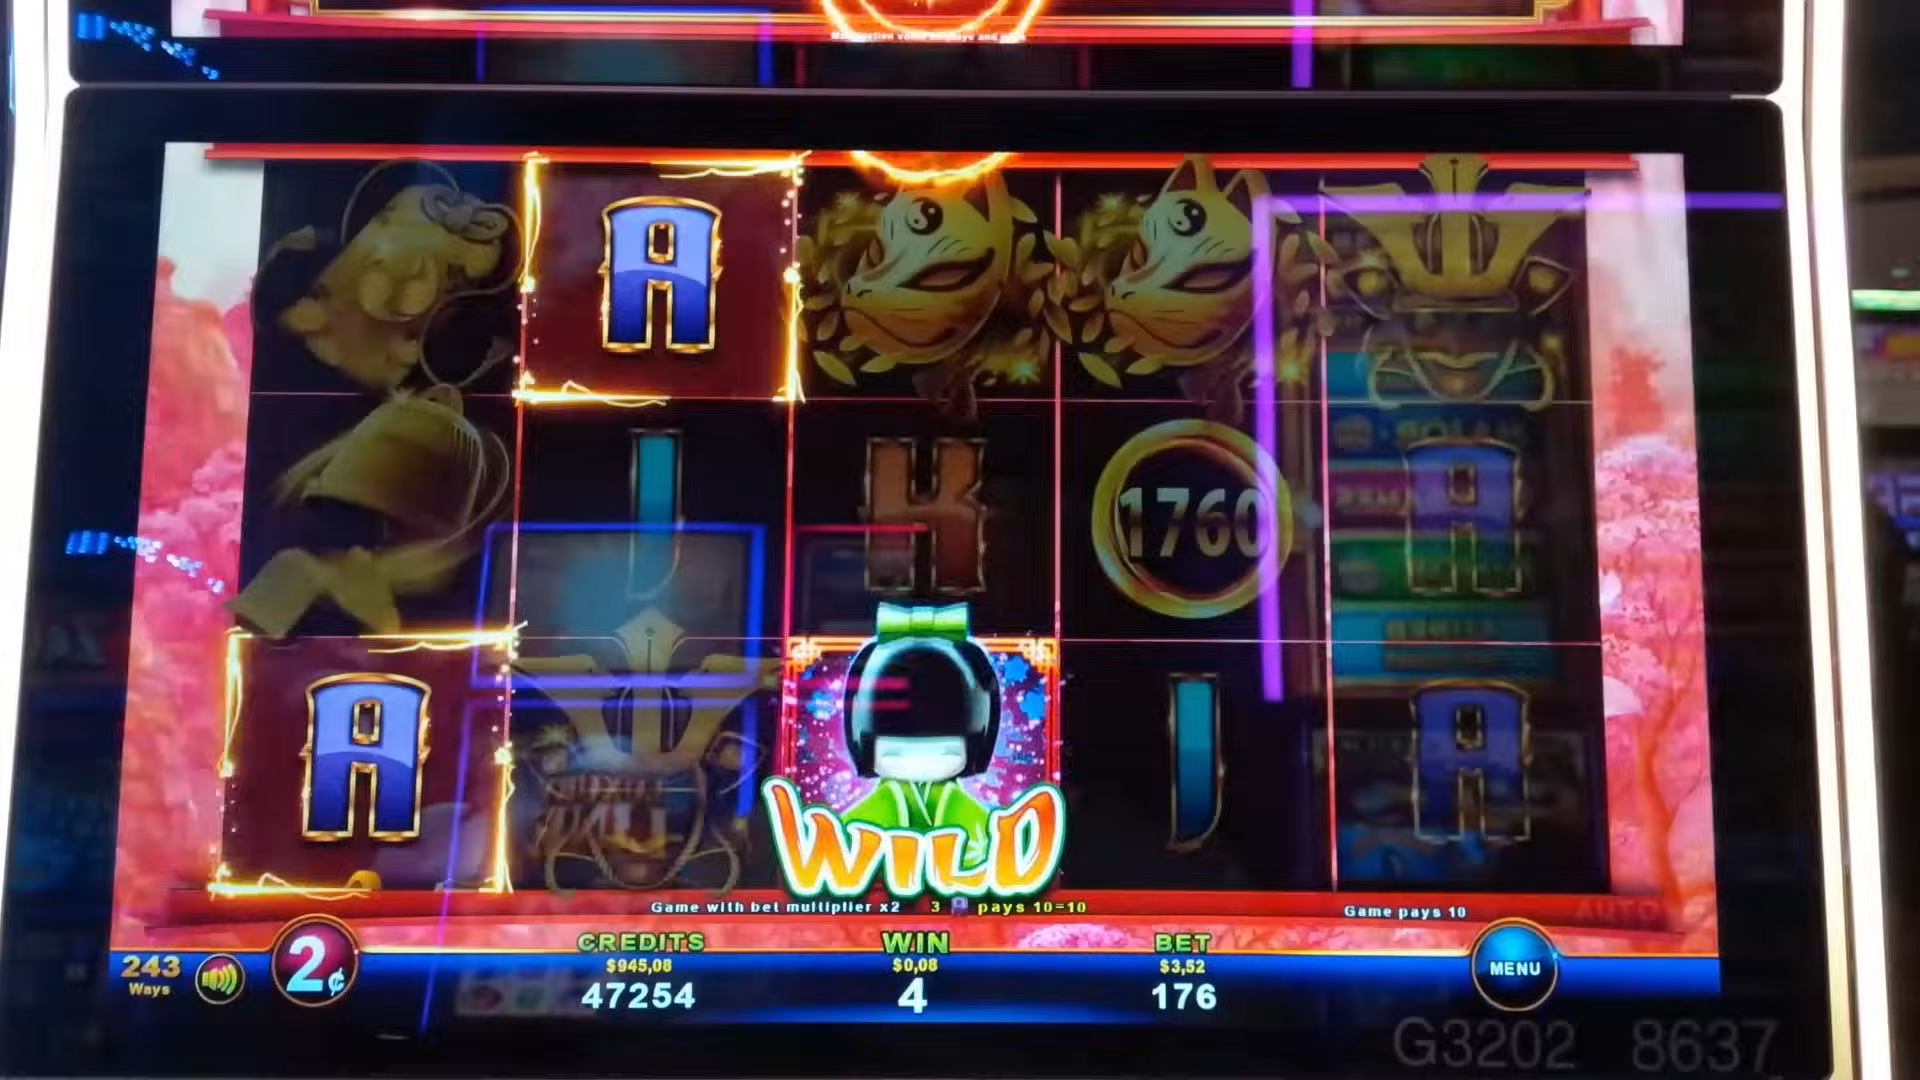 A
J
K
1760
A
A
WILD
J
A
Game with bet multiplier x2 3 A pays 10=10
Game pays 10
AUTO
243
Ways
2¢
CREDITS
$945,08
47254
WIN
$0,08
4
BET
$3,52
176
MENU
G3202 8637